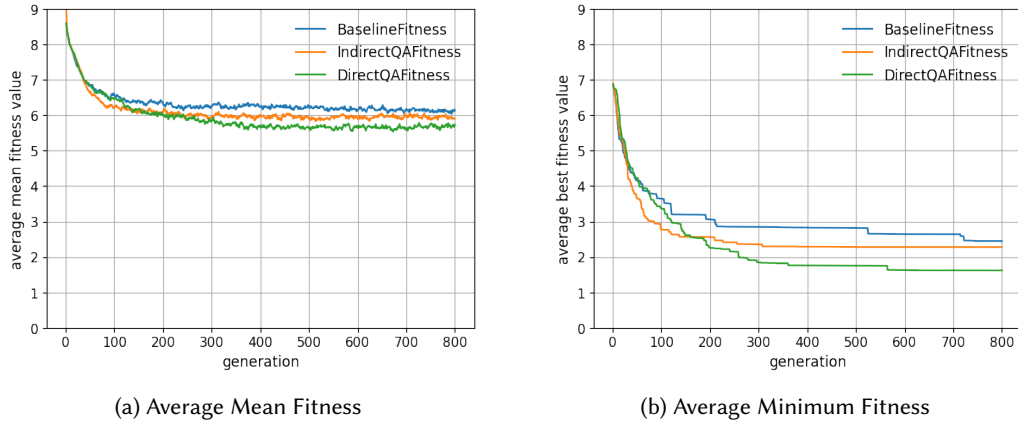 average mean fitness value
9
8
7
6
5
4
3
2
1
0
BaselineFitness
IndirectQAFitness
DirectQAFitness
0 100 200 300 400 500 600 700 800
generation
(a) Average Mean Fitness
average best fitness value
9
8
7
6
5
4
3
2
1
0
BaselineFitness
IndirectQAFitness
DirectQAFitness
0 100 200 300 400 500 600 700 800
generation
(b) Average Minimum Fitness